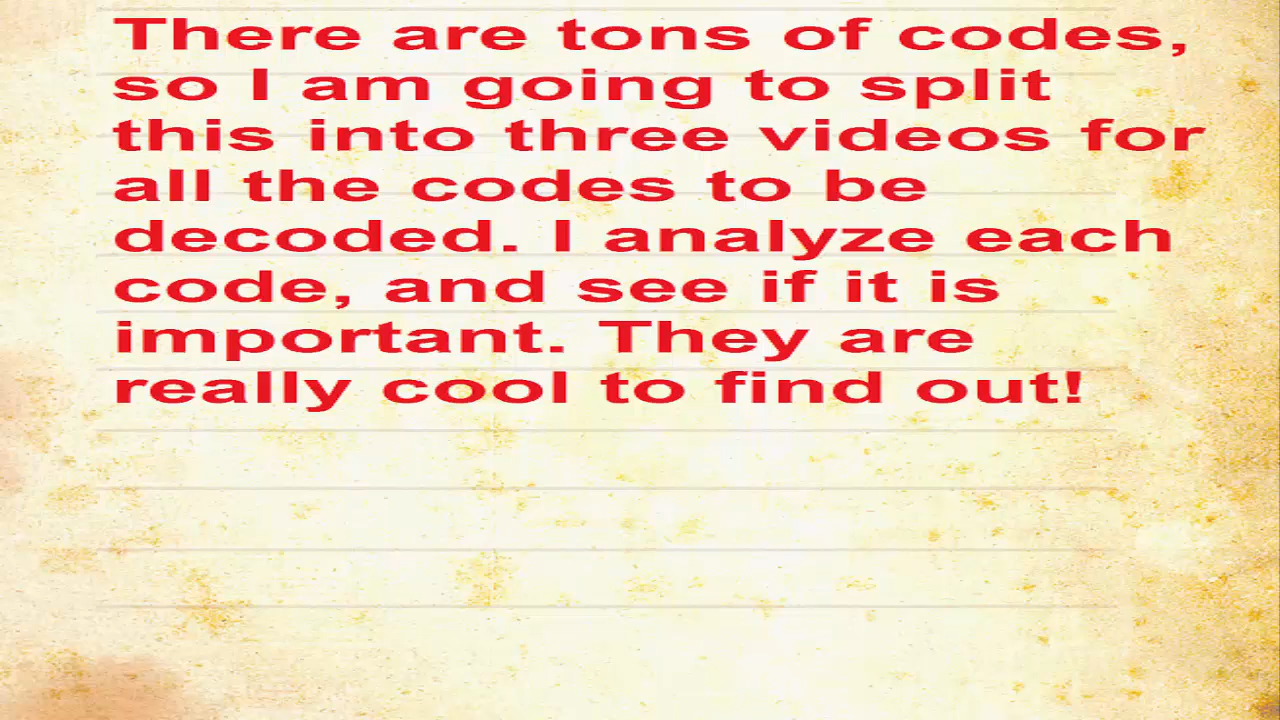 There are tons of codes,
so I am going to split
this into three videos for
all the codes to be
decoded. I analyze each
code, and see if it is
important. They are
really cool to find out!